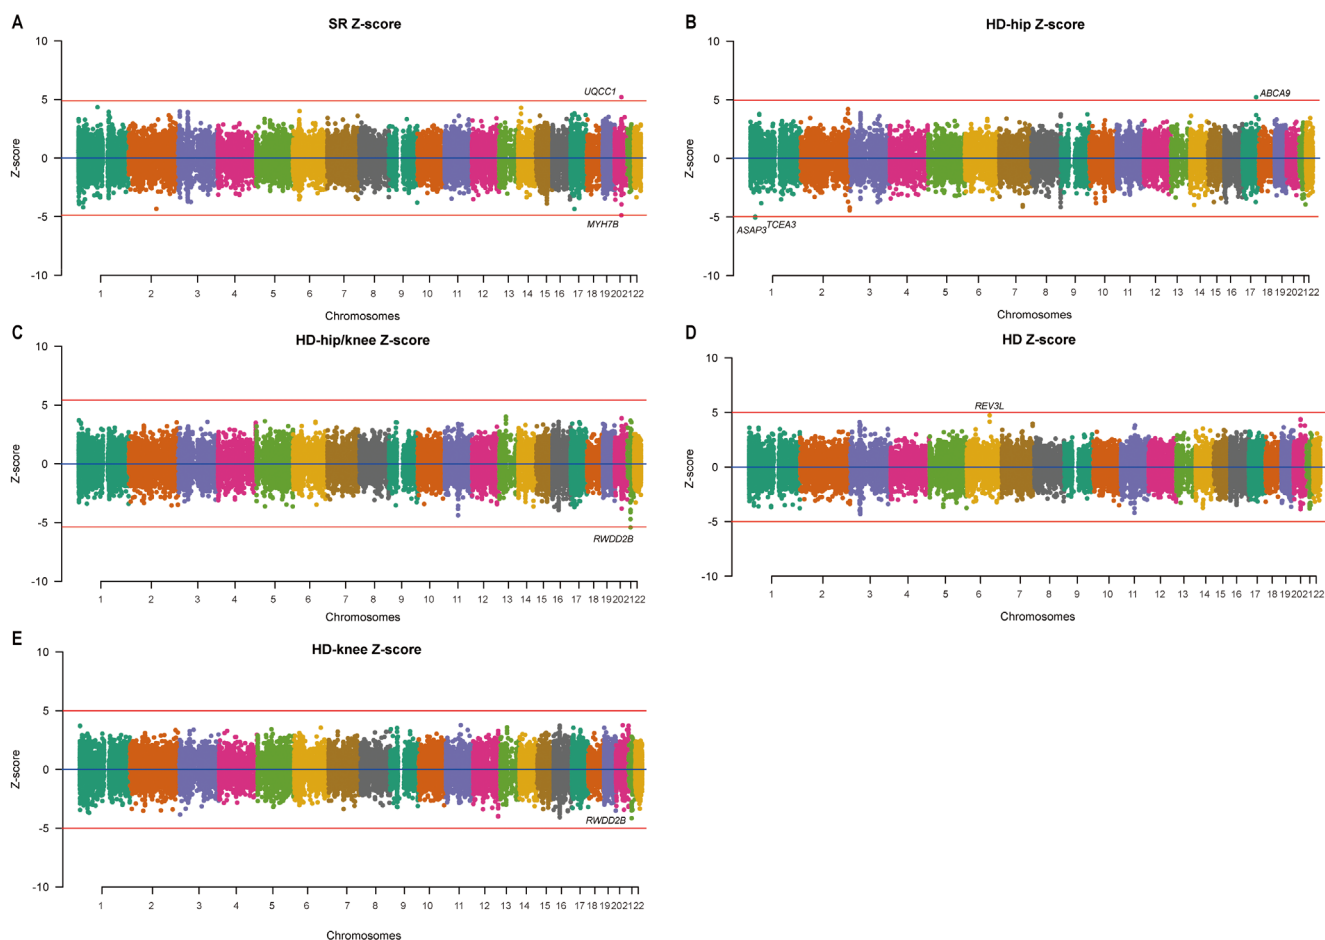 A
SR Z-score
10
5
0
-5
-10
Z-score
UQCC1
MYH7B
1 2 3 4 5 6 7 8 9 10 11 12 13 14 15 16 17 18 19 20 21 22
Chromosomes
B
HD-hip Z-score
10
5
0
-5
-10
Z-score
ABCA9
ASAP3 TCEA3
1 2 3 4 5 6 7 8 9 10 11 12 13 14 15 16 17 18 19 20 21 22
Chromosomes
C
HD-hip/knee Z-score
10
5
0
-5
-10
Z-score
RWDD2B
1 2 3 4 5 6 7 8 9 10 11 12 13 14 15 16 17 18 19 20 21 22
Chromosomes
D
HD Z-score
10
5
0
-5
-10
Z-score
REV3L
1 2 3 4 5 6 7 8 9 10 11 12 13 14 15 16 17 18 19 20 21 22
Chromosomes
E
HD-knee Z-score
10
5
0
-5
-10
Z-score
RWDD2B
1 2 3 4 5 6 7 8 9 10 11 12 13 14 15 16 17 18 19 20 21 22
Chromosomes